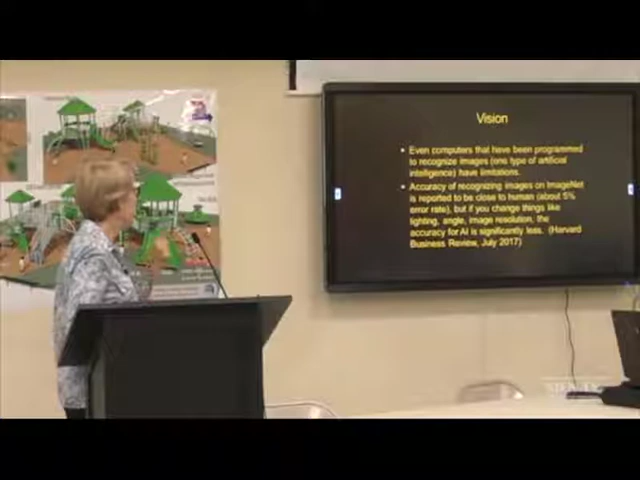 Vision
• Even computers that have been programmed
to recognize images (one type of artificial
intelligence) have limitations.
• Accuracy of recognizing images on ImageNet
is reported to be close to human (about 5%
error rate), but if you change things like
lighting, angle, image resolution, the
accuracy for AI is significantly less. (Harvard
Business Review, July 2017)